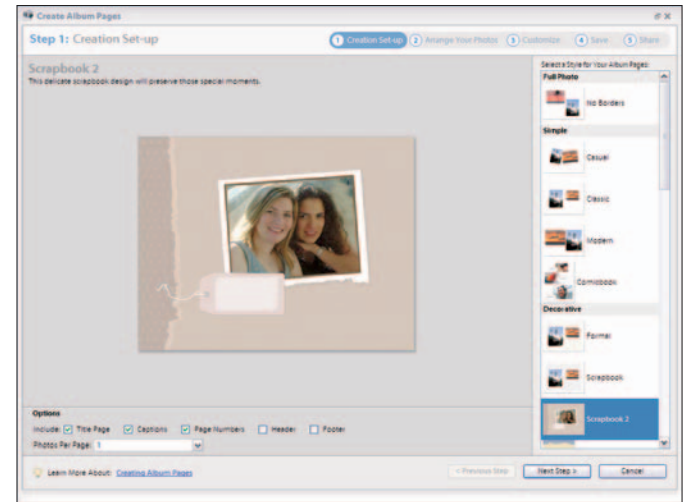 Create Album Pages
Step 1: Creation Set-up
1 Creation Set-up 2 Arrange Your Photos 3 Customize 4 Save 5 Share
Scrapbook 2
This delicate scrapbook design will preserve those special moments.
Select a Style for Your Album Pages:
Full Photo
No Borders
Simple
Casual
Classic
Modern
Comicbook
Decorative
Formal
Scrapbook
Scrapbook 2
Options
Include: Title Page Captions Page Numbers Header Footer
Photos Per Page: 1
Learn More About: Creating Album Pages
< Previous Step Next Step > Cancel